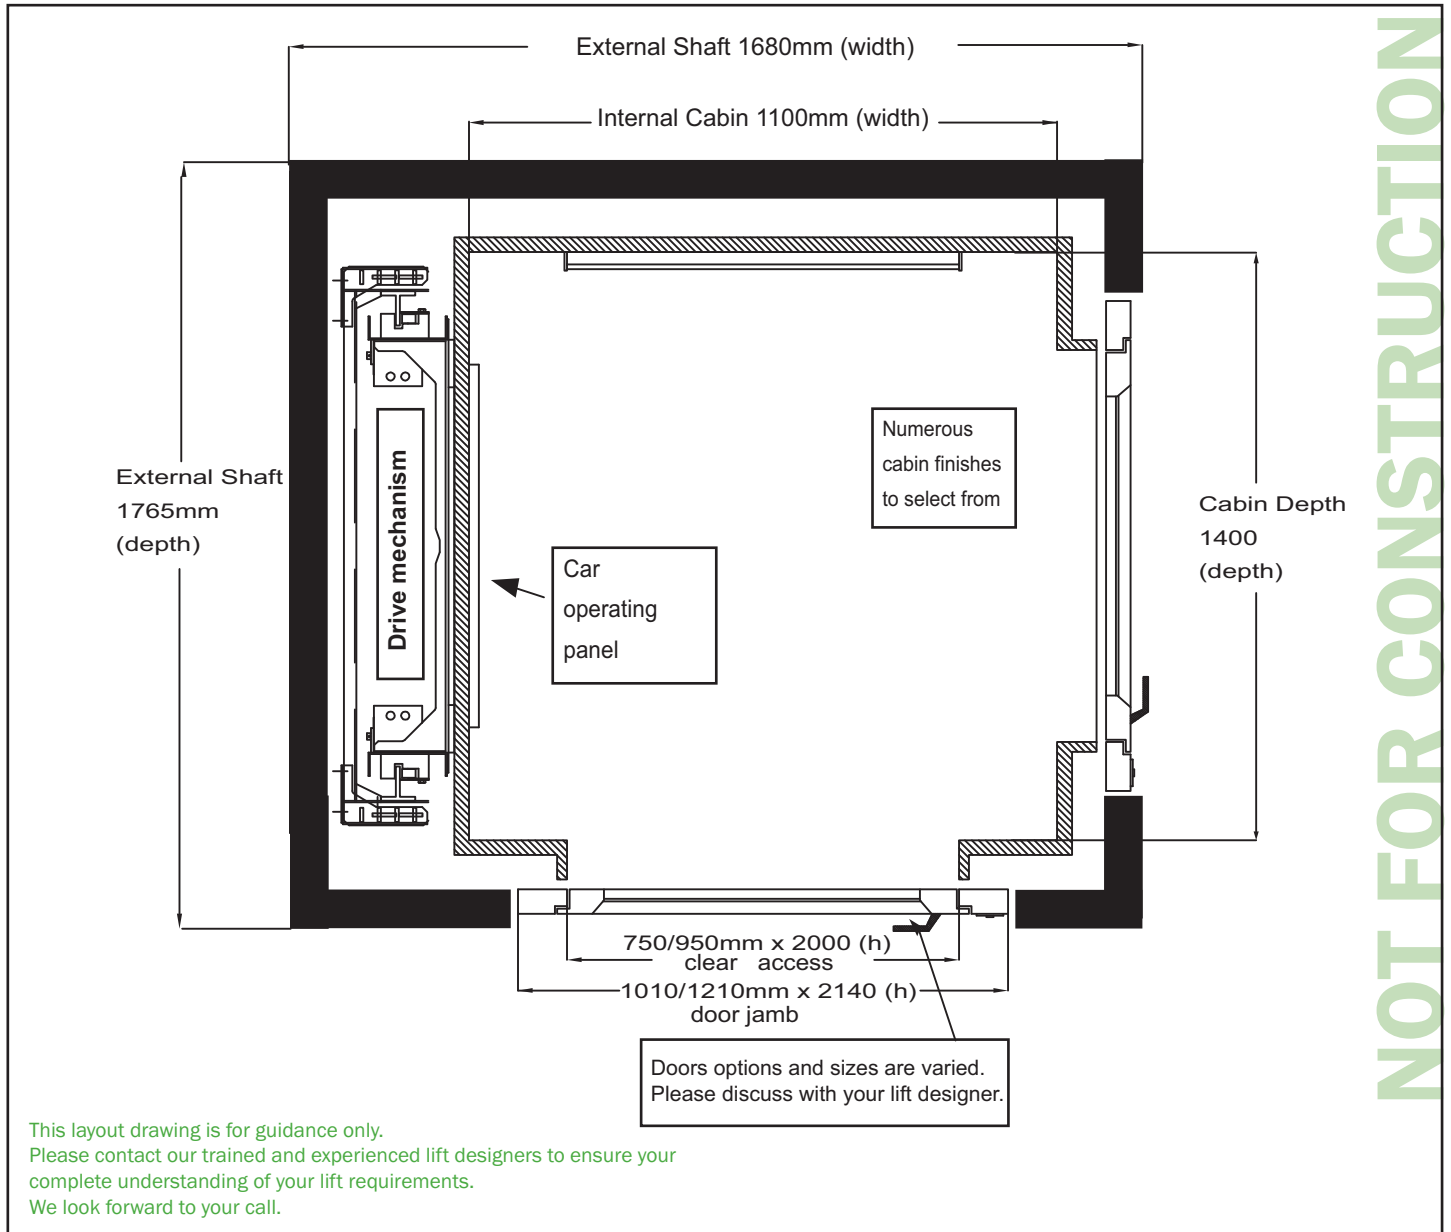 External Shaft 1680mm (width)
Internal Cabin 1100mm (width)
NOT FOR CONSTRUCTION
External Shaft
1765mm
(depth)
Drive mechanism
Numerous
cabin finishes
to select from
Car
operating
panel
Cabin Depth
1400
(depth)
750/950mm x 2000 (h)
clear access
1010/1210mm x 2140 (h)
door jamb
Doors options and sizes are varied.
Please discuss with your lift designer.
This layout drawing is for guidance only.
Please contact our trained and experienced lift designers to ensure your
complete understanding of your lift requirements.
We look forward to your call.